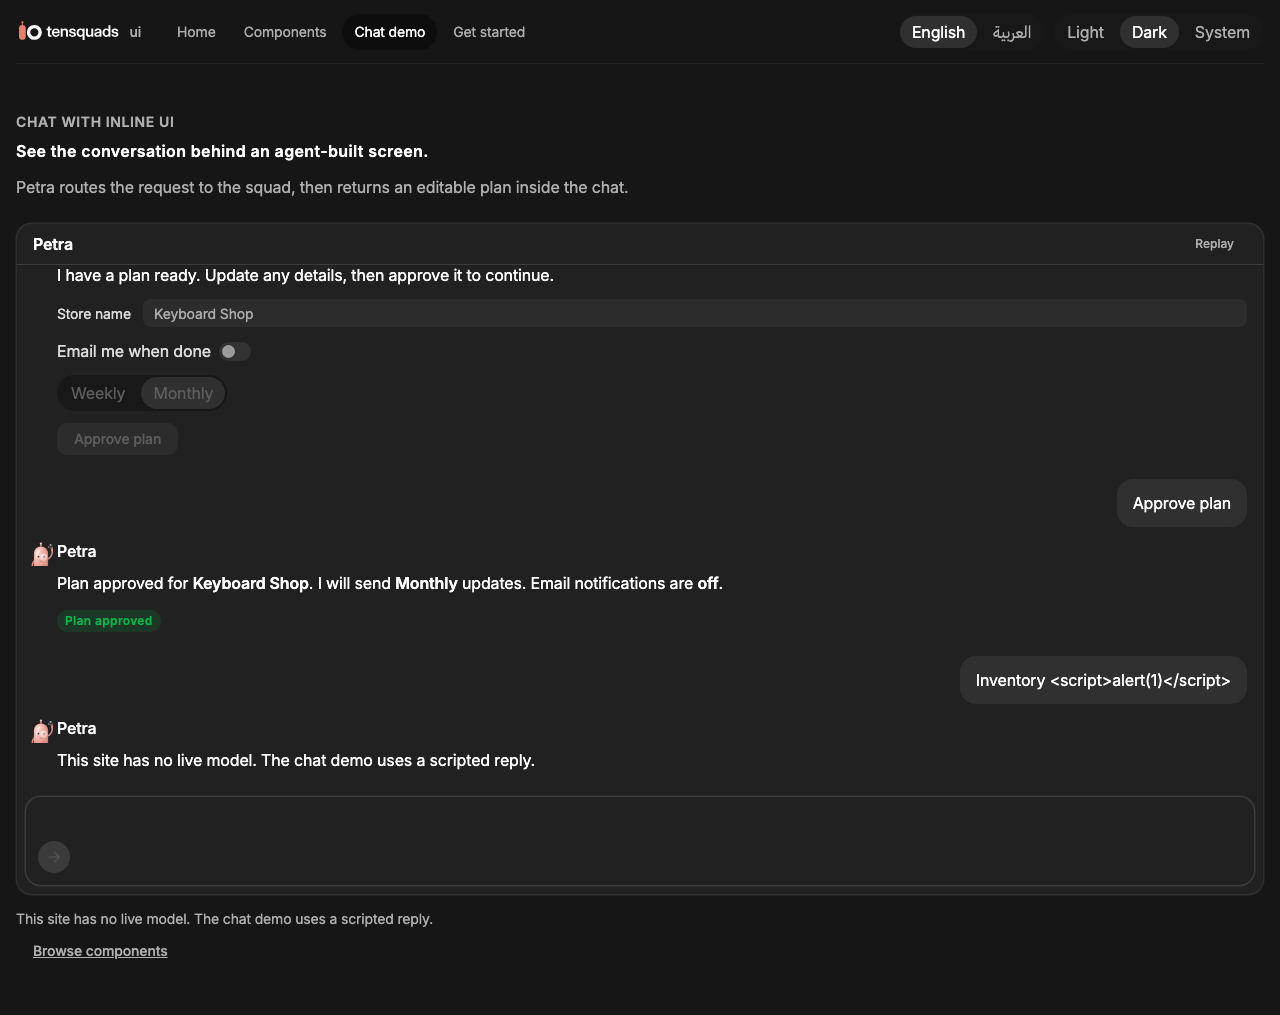 tensquads ui
Home
Components
Chat demo
Get started
English
العربية
Light
Dark
System
CHAT WITH INLINE UI
See the conversation behind an agent-built screen.
Petra routes the request to the squad, then returns an editable plan inside the chat.
Petra
Replay
I have a plan ready. Update any details, then approve it to continue.
Store name
Keyboard Shop
Email me when done
Weekly
Monthly
Approve plan
Approve plan
Petra
Plan approved for Keyboard Shop. I will send Monthly updates. Email notifications are off.
Plan approved
Inventory <script>alert(1)</script>
Petra
This site has no live model. The chat demo uses a scripted reply.
This site has no live model. The chat demo uses a scripted reply.
Browse components